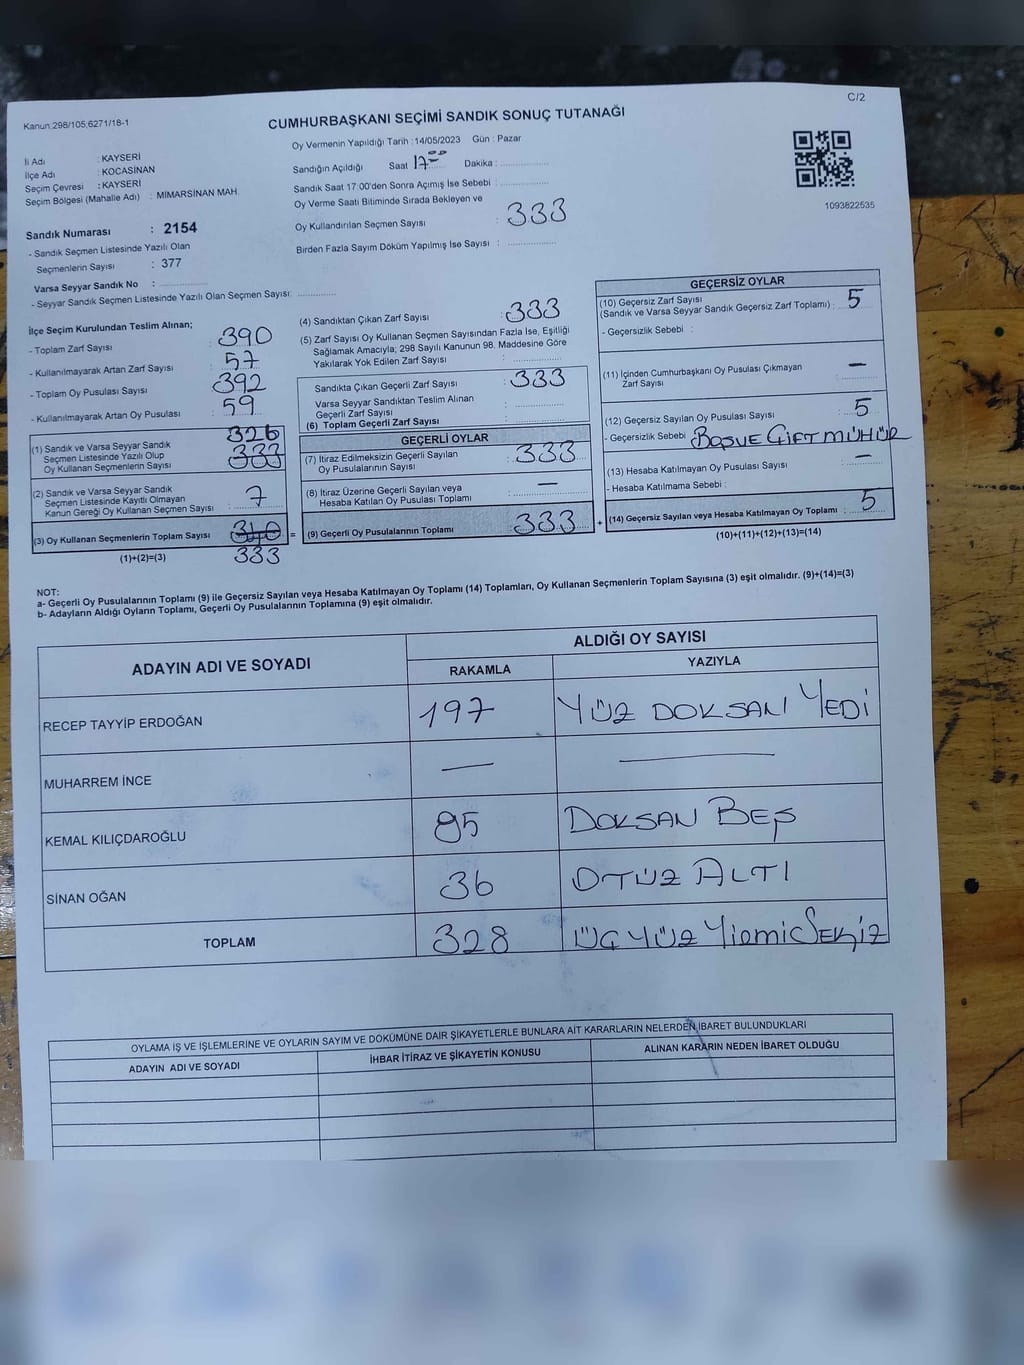 C/2
Kanun:298/105;6271/18-1
CUMHURBAŞKANI SEÇİMİ SANDIK SONUÇ TUTANAĞI
Oy Vermenin Yapıldığı Tarih : 14/05/2023 Gün : Pazar
İl Adı : KAYSERİ
İlçe Adı : KOCASİNAN
Seçim Çevresi : KAYSERİ
Seçim Bölgesi (Mahalle Adı) : MİMARSİNAN MAH.
Sandığın Açıldığı Saat 17:00 Dakika :
Sandık Saat 17:00'den Sonra Açımış İse Sebebi :
Oy Verme Saati Bitiminde Sırada Bekleyen ve
Oy Kullandırılan Seçmen Sayısı : 333
Birden Fazla Sayım Döküm Yapılmış İse Sayısı :
1093822535
Sandık Numarası : 2154
- Sandık Seçmen Listesinde Yazılı Olan
Seçmenlerin Sayısı : 377
Varsa Seyyar Sandık No :
- Seyyar Sandık Seçmen Listesinde Yazılı Olan Seçmen Sayısı:
İlçe Seçim Kurulundan Teslim Alınan;
- Toplam Zarf Sayısı : 390
- Kullanılmayarak Artan Zarf Sayısı : 57
- Toplam Oy Pusulası Sayısı : 392
- Kullanılmayarak Artan Oy Pusulası : 59
326
(1) Sandık ve Varsa Seyyar Sandık
Seçmen Listesinde Yazılı Olup
Oy Kullanan Seçmenlerin Sayısı : 333
(2) Sandık ve Varsa Seyyar Sandık
Seçmen Listesinde Kayıtlı Olmayan
Kanun Gereği Oy Kullanan Seçmen Sayısı : 7
(3) Oy Kullanan Seçmenlerin Toplam Sayısı 340 =
(1)+(2)=(3) 333
(4) Sandıktan Çıkan Zarf Sayısı : 333
(5) Zarf Sayısı Oy Kullanan Seçmen Sayısından Fazla İse, Eşitliği
Sağlamak Amacıyla; 298 Sayılı Kanunun 98. Maddesine Göre
Yakılarak Yok Edilen Zarf Sayısı :
Sandıkta Çıkan Geçerli Zarf Sayısı : 333
Varsa Seyyar Sandıktan Teslim Alınan
Geçerli Zarf Sayısı :
(6) Toplam Geçerli Zarf Sayısı :
GEÇERLİ OYLAR
(7) İtiraz Edilmeksizin Geçerli Sayılan
Oy Pusulalarının Sayısı : 333
(8) İtiraz Üzerine Geçerli Sayılan veya
Hesaba Katılan Oy Pusulası Toplamı : —
(9) Geçerli Oy Pusulalarının Toplamı 333 +
GEÇERSİZ OYLAR
(10) Geçersiz Zarf Sayısı
(Sandık ve Varsa Seyyar Sandık Geçersiz Zarf Toplamı) : 5
- Geçersizlik Sebebi :
(11) İçinden Cumhurbaşkanı Oy Pusulası Çıkmayan
Zarf Sayısı : —
(12) Geçersiz Sayılan Oy Pusulası Sayısı : 5
- Geçersizlik Sebebi : BOŞVE ÇİFT MÜHÜR
(13) Hesaba Katılmayan Oy Pusulası Sayısı : —
- Hesaba Katılmama Sebebi :
(14) Geçersiz Sayılan veya Hesaba Katılmayan Oy Toplamı : 5
(10)+(11)+(12)+(13)=(14)
NOT:
a- Geçerli Oy Pusulalarının Toplamı (9) ile Geçersiz Sayılan veya Hesaba Katılmayan Oy Toplamı (14) Toplamları, Oy Kullanan Seçmenlerin Toplam Sayısına (3) eşit olmalıdır. (9)+(14)=(3)
b- Adayların Aldığı Oyların Toplamı, Geçerli Oy Pusulalarının Toplamına (9) eşit olmalıdır.
ADAYIN ADI VE SOYADI
ALDIĞI OY SAYISI
RAKAMLA YAZIYLA
RECEP TAYYİP ERDOĞAN 197 YÜZ DOKSAN YEDİ
MUHARREM İNCE — —
KEMAL KILIÇDAROĞLU 95 DOKSAN BEŞ
SİNAN OĞAN 36 OTUZ ALTI
TOPLAM 328 ÜÇ YÜZ YİRMİ SEKİZ
OYLAMA İŞ VE İŞLEMLERİNE VE OYLARIN SAYIM VE DÖKÜMÜNE DAİR ŞİKAYETLERLE BUNLARA AİT KARARLARIN NELERDEN İBARET BULUNDUKLARI
ADAYIN ADI VE SOYADI İHBAR İTİRAZ VE ŞİKAYETİN KONUSU ALINAN KARARIN NEDEN İBARET OLDUĞU